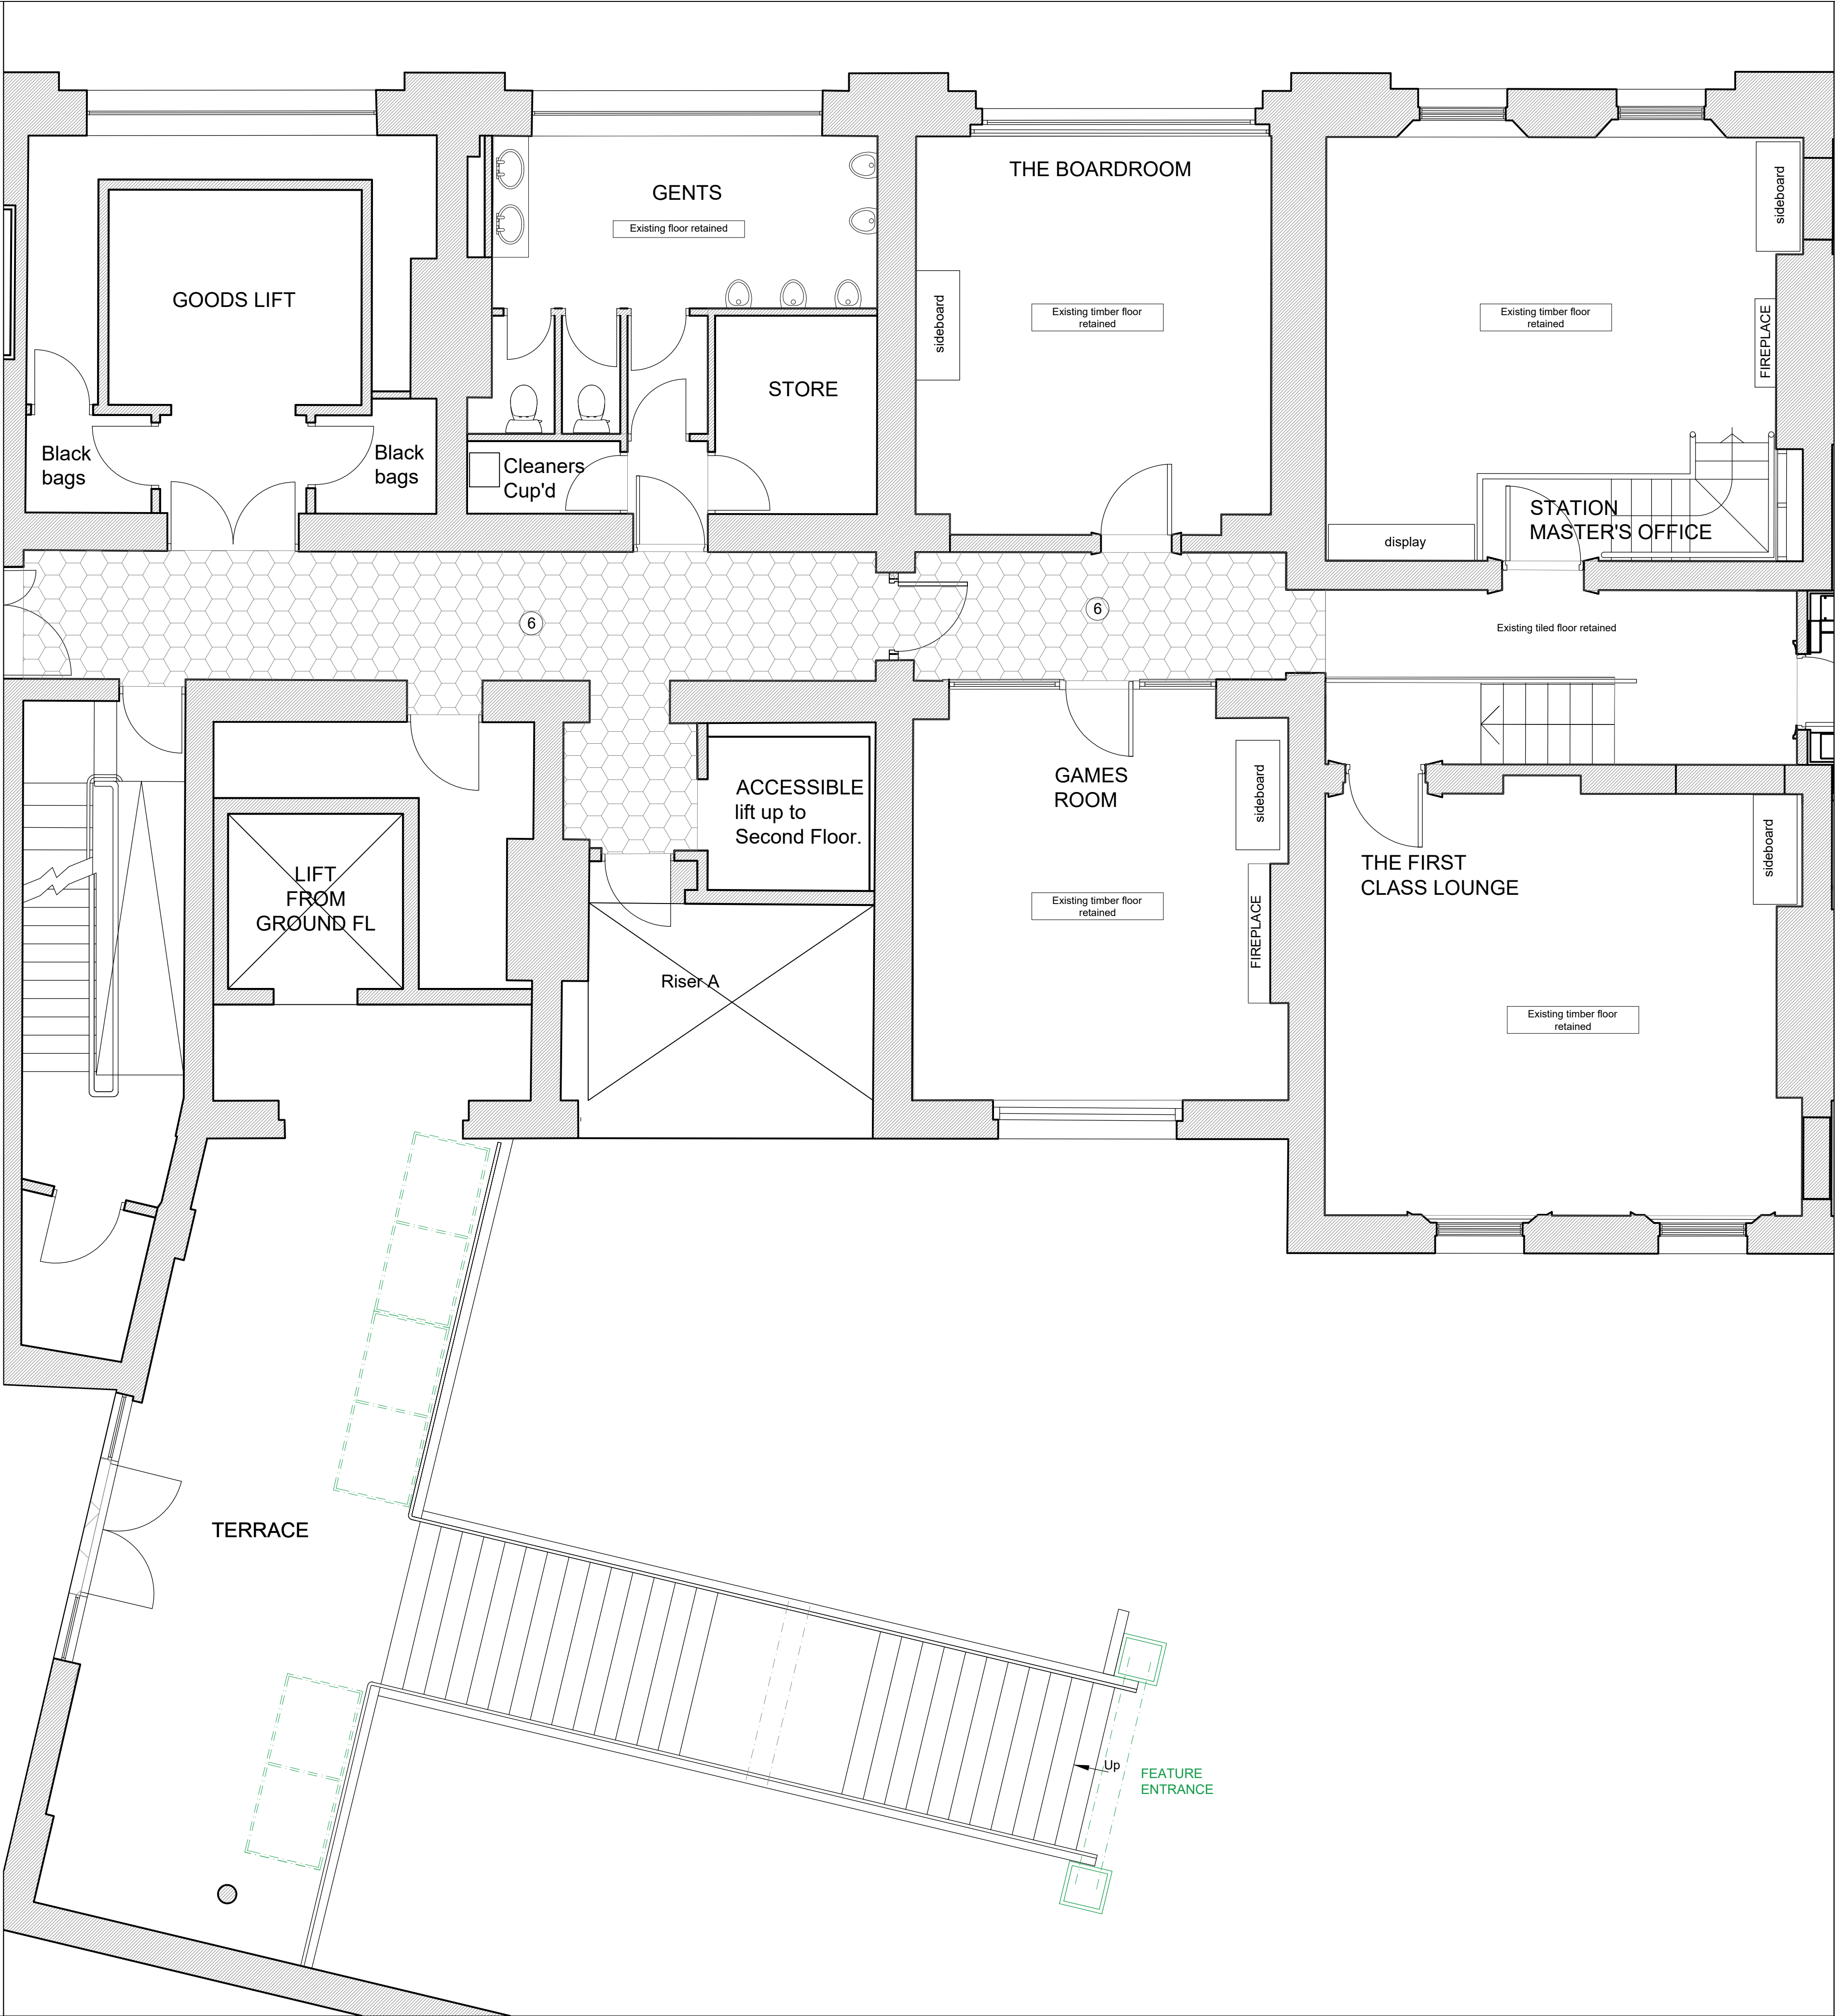 THE BOARDROOM
GENTS
Existing floor retained
sideboard
GOODS LIFT
sideboard
Existing timber floor
retained
Existing timber floor
retained
FIREPLACE
STORE
Black
bags
Black
bags
Cleaners
Cup'd
STATION
MASTER'S OFFICE
display
6
6
Existing tiled floor retained
ACCESSIBLE
lift up to
Second Floor.
GAMES
ROOM
sideboard
sideboard
LIFT
FROM
GROUND FL
THE FIRST
CLASS LOUNGE
Existing timber floor
retained
FIREPLACE
Riser A
Existing timber floor
retained
TERRACE
Up
FEATURE
ENTRANCE